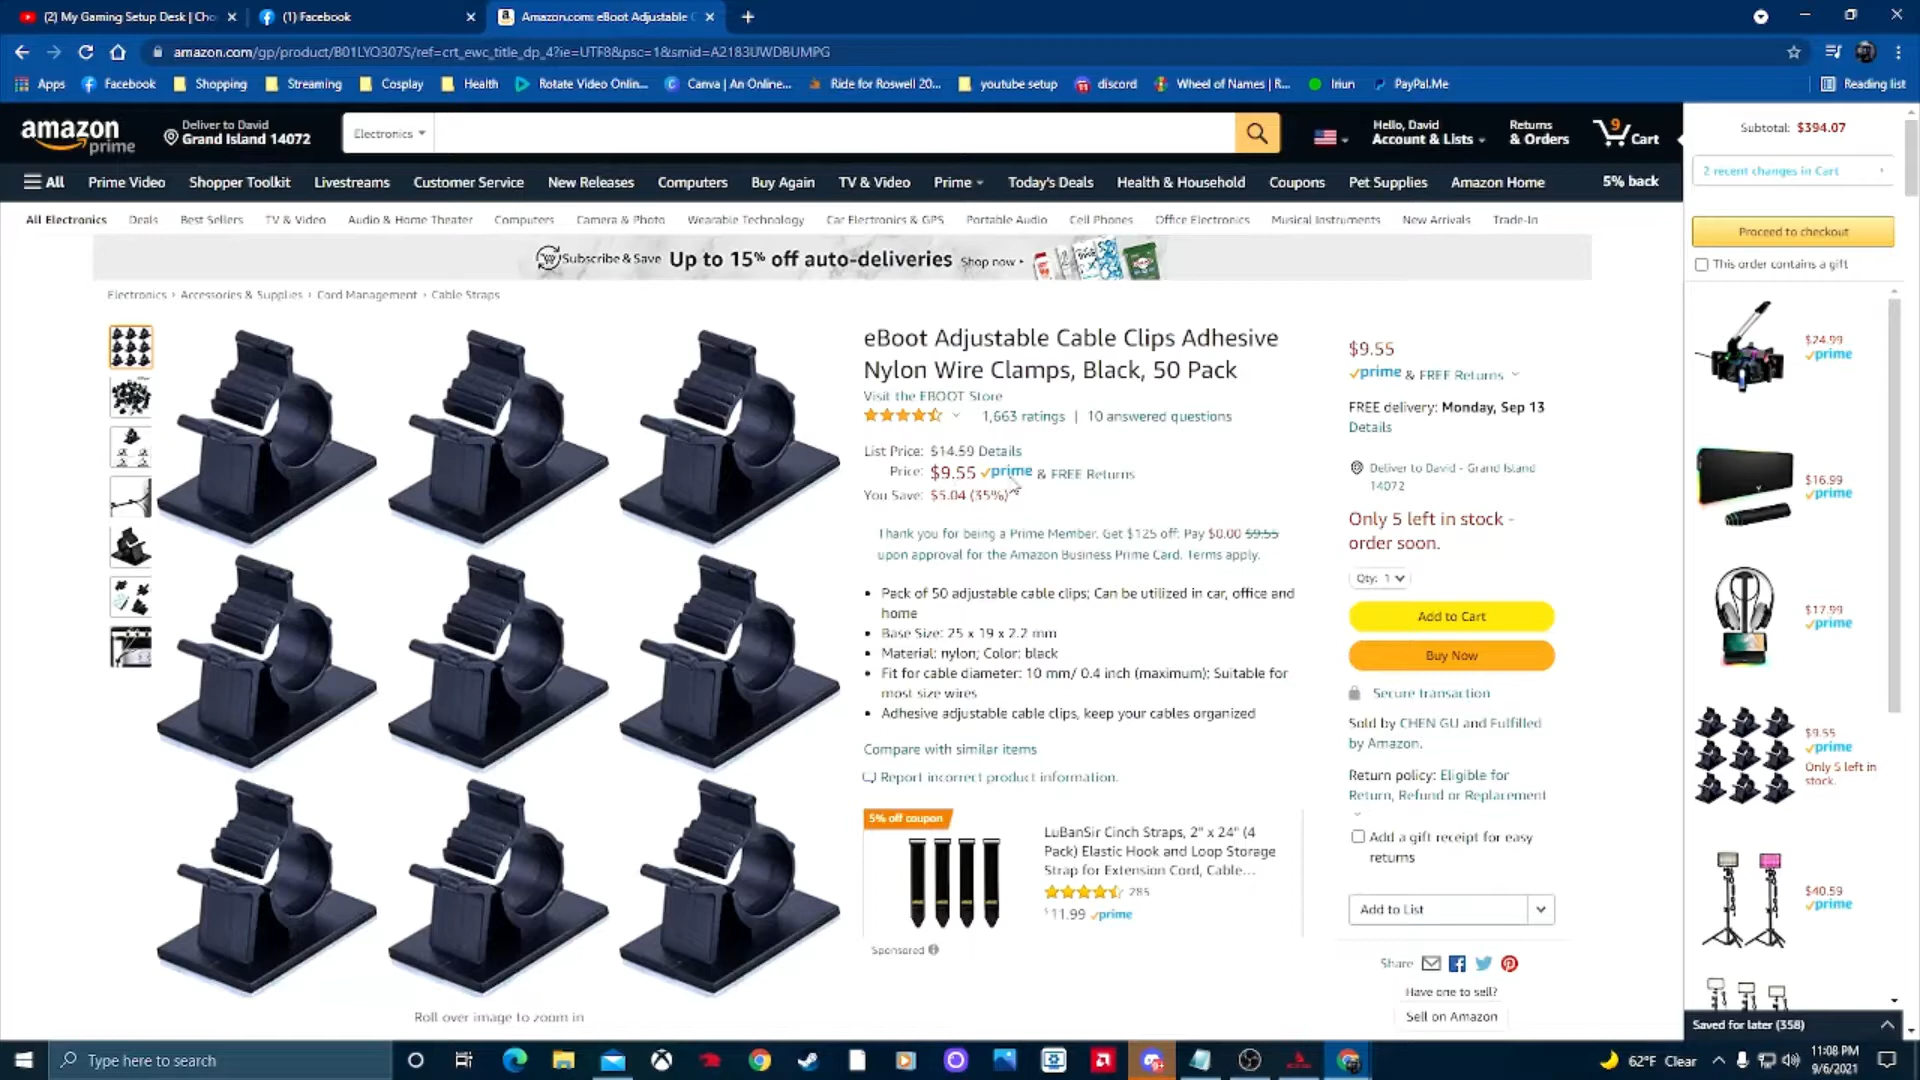 (2) My Gaming Setup Desk | Cho
(1) Facebook
Amazon.com: eBoot Adjustable C
amazon.com/gp/product/B01LYO307S/ref=crt_ewc_title_dp_4?ie=UTF8&psc=1&smid=A2183UWDBUMPG
Apps
Facebook
Shopping
Streaming
Cosplay
Health
Rotate Video Onlin...
Canva | An Online...
Ride for Roswell 20...
youtube setup
discord
Wheel of Names | R...
Iriun
PayPal.Me
Reading list
amazon
prime
Deliver to David
Grand Island 14072
Electronics
Hello, David
Account & Lists
Returns
& Orders
9
Cart
All
Prime Video
Shopper Toolkit
Livestreams
Customer Service
New Releases
Computers
Buy Again
TV & Video
Prime
Today's Deals
Health & Household
Coupons
Pet Supplies
Amazon Home
5% back
All Electronics
Deals
Best Sellers
TV & Video
Audio & Home Theater
Computers
Camera & Photo
Wearable Technology
Car Electronics & GPS
Portable Audio
Cell Phones
Office Electronics
Musical Instruments
New Arrivals
Trade-In
Subscribe & Save Up to 15% off auto-deliveries Shop now
Electronics › Accessories & Supplies › Cord Management › Cable Straps
Roll over image to zoom in
eBoot Adjustable Cable Clips Adhesive
Nylon Wire Clamps, Black, 50 Pack
Visit the EBOOT Store
1,663 ratings | 10 answered questions
List Price: $14.59 Details
Price: $9.55 prime & FREE Returns
You Save: $5.04 (35%)
Thank you for being a Prime Member. Get $125 off: Pay $0.00 $9.55
upon approval for the Amazon Business Prime Card. Terms apply.
• Pack of 50 adjustable cable clips; Can be utilized in car, office and
home
• Base Size: 25 x 19 x 2.2 mm
• Material: nylon; Color: black
• Fit for cable diameter: 10 mm/ 0.4 inch (maximum); Suitable for
most size wires
• Adhesive adjustable cable clips, keep your cables organized
Compare with similar items
Report incorrect product information.
5% off coupon
LuBanSir Cinch Straps, 2" x 24" (4
Pack) Elastic Hook and Loop Storage
Strap for Extension Cord, Cable...
285
$11.99 prime
Sponsored
$9.55
prime & FREE Returns
FREE delivery: Monday, Sep 13
Details
Deliver to David - Grand Island
14072
Only 5 left in stock -
order soon.
Qty: 1
Add to Cart
Buy Now
Secure transaction
Sold by CHEN GU and Fulfilled
by Amazon.
Return policy: Eligible for
Return, Refund or Replacement
Add a gift receipt for easy
returns
Add to List
Share
Have one to sell?
Sell on Amazon
Subtotal: $394.07
2 recent changes in Cart
Proceed to checkout
This order contains a gift
$24.99
prime
$16.99
prime
$17.99
prime
$9.55
prime
Only 5 left in
stock.
$40.59
prime
Saved for later (358)
Type here to search
62°F Clear
11:08 PM
9/6/2021